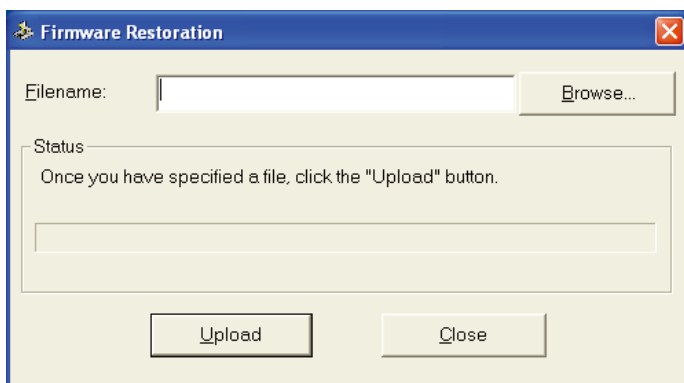 Firmware Restoration
Filename:
Browse...
Status
Once you have specified a file, click the "Upload" button.
Upload
Close